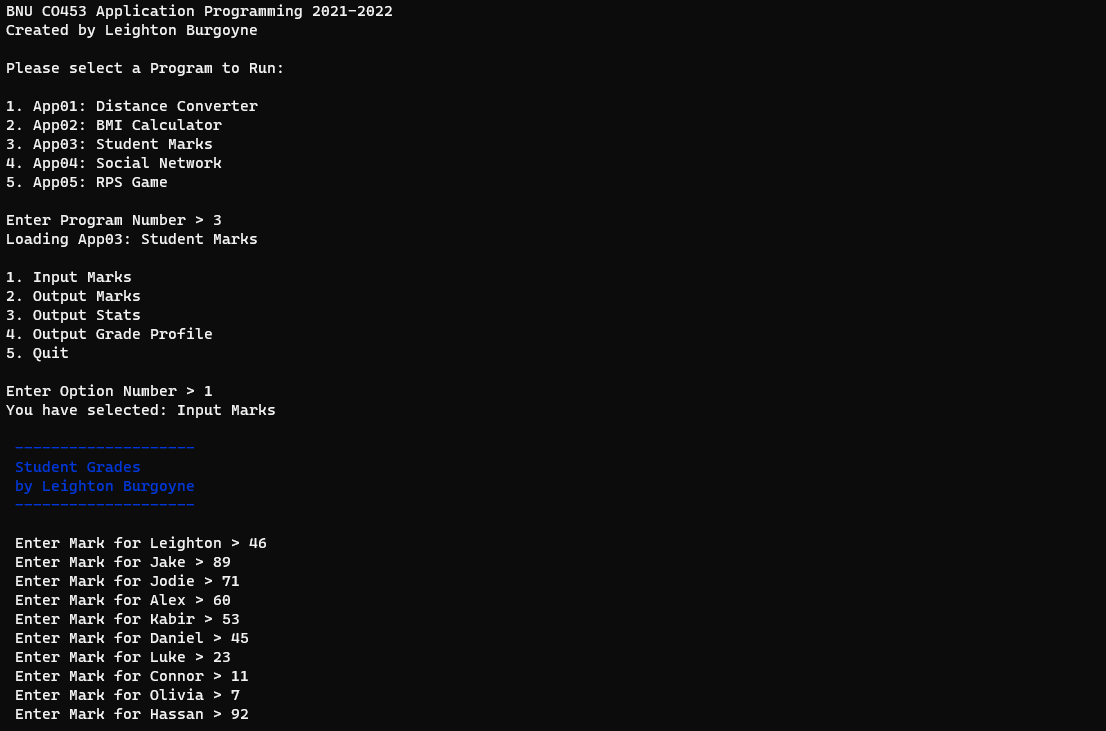 BNU CO453 Application Programming 2021-2022
Created by Leighton Burgoyne
Please select a Program to Run:
1. App01: Distance Converter
2. App02: BMI Calculator
3. App03: Student Marks
4. App04: Social Network
5. App05: RPS Game
Enter Program Number > 3
Loading App03: Student Marks
1. Input Marks
2. Output Marks
3. Output Stats
4. Output Grade Profile
5. Quit
Enter Option Number > 1
You have selected: Input Marks
--------------------
Student Grades
by Leighton Burgoyne
--------------------
Enter Mark for Leighton > 46
Enter Mark for Jake > 89
Enter Mark for Jodie > 71
Enter Mark for Alex > 60
Enter Mark for Kabir > 53
Enter Mark for Daniel > 45
Enter Mark for Luke > 23
Enter Mark for Connor > 11
Enter Mark for Olivia > 7
Enter Mark for Hassan > 92